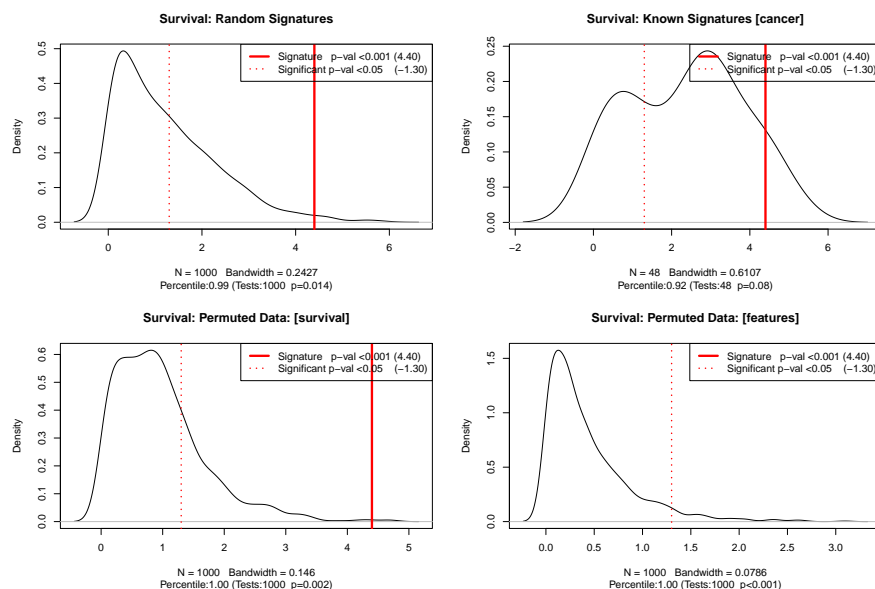 Survival: Random Signatures
Density
0.0 0.1 0.2 0.3 0.4 0.5
Signature p−val <0.001 (4.40)
Significant p−val <0.05 (−1.30)
0 2 4 6
N = 1000 Bandwidth = 0.2427
Percentile:0.99 (Tests:1000 p=0.014)
Survival: Known Signatures [cancer]
Density
0.00 0.05 0.10 0.15 0.20 0.25
Signature p−val <0.001 (4.40)
Significant p−val <0.05 (−1.30)
−2 0 2 4 6
N = 48 Bandwidth = 0.6107
Percentile:0.92 (Tests:48 p=0.08)
Survival: Permuted Data: [survival]
Density
0.0 0.1 0.2 0.3 0.4 0.5 0.6
Signature p−val <0.001 (4.40)
Significant p−val <0.05 (−1.30)
0 1 2 3 4 5
N = 1000 Bandwidth = 0.146
Percentile:1.00 (Tests:1000 p=0.002)
Survival: Permuted Data: [features]
Density
0.0 0.5 1.0 1.5
Signature p−val <0.001 (4.40)
Significant p−val <0.05 (−1.30)
0.0 0.5 1.0 1.5 2.0 2.5 3.0
N = 1000 Bandwidth = 0.0786
Percentile:1.00 (Tests:1000 p<0.001)